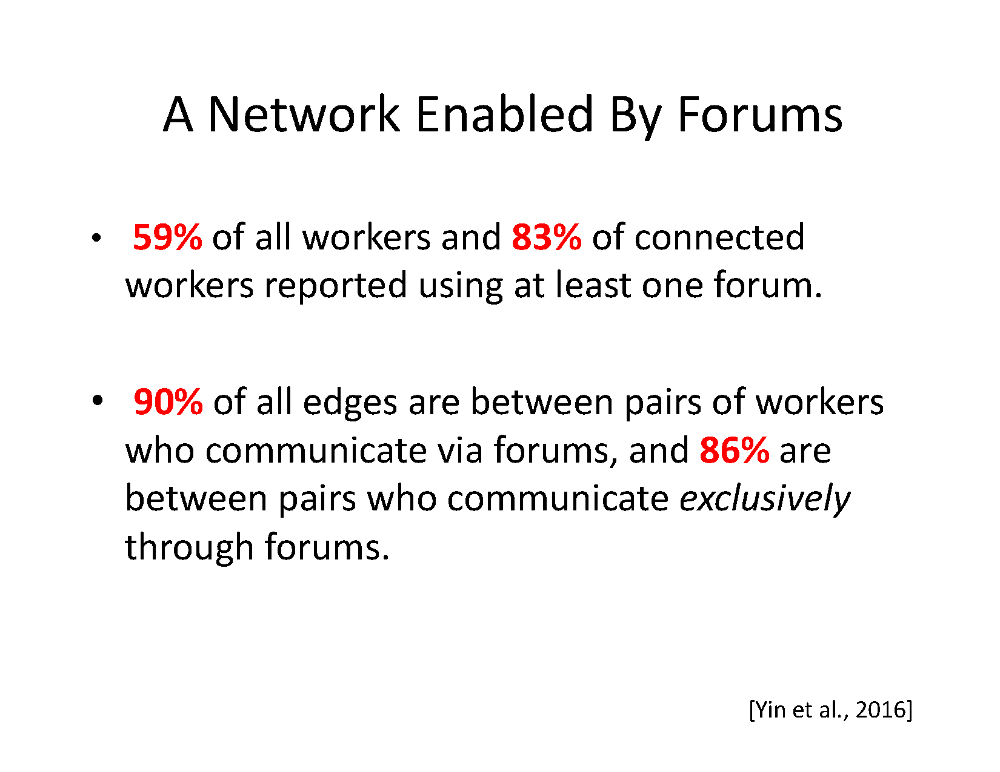 A Network Enabled By Forums
• 59% of all workers and 83% of connected
workers reported using at least one forum.
• 90% of all edges are between pairs of workers
who communicate via forums, and 86% are
between pairs who communicate exclusively
through forums.
[Yin et al., 2016]